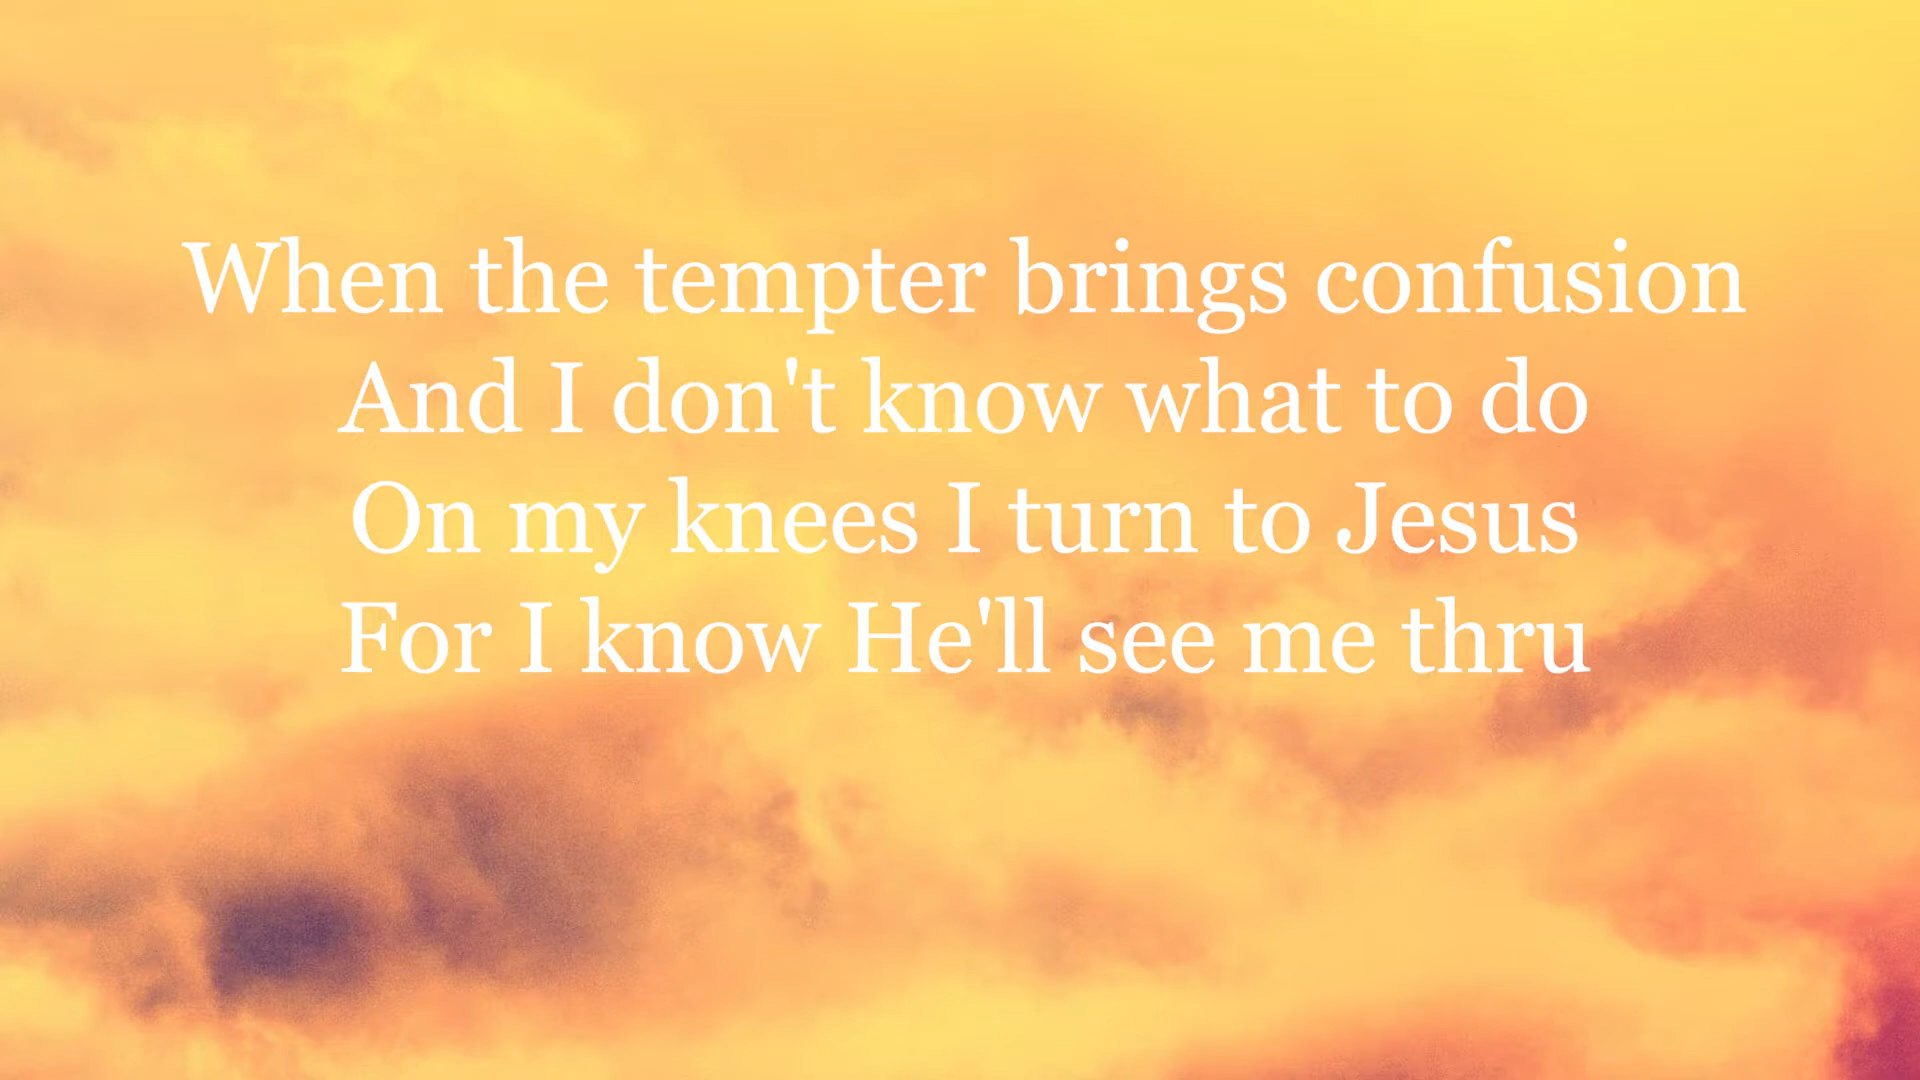 When the tempter brings confusion
And I don't know what to do
On my knees I turn to Jesus
For I know He'll see me thru